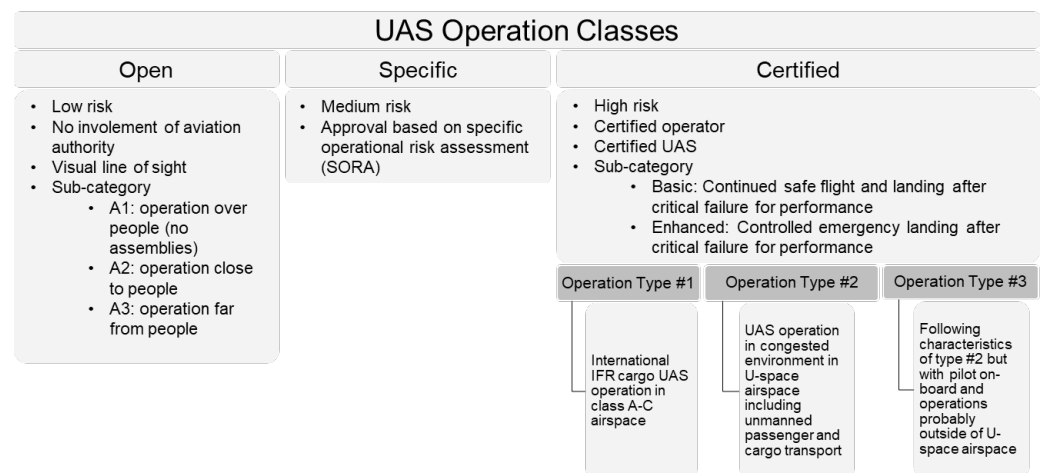 UAS Operation Classes
Open
• Low risk
• No involement of aviation
authority
• Visual line of sight
• Sub-category
• A1: operation over
people (no
assemblies)
• A2: operation close
to people
• A3: operation far
from people
Specific
• Medium risk
• Approval based on specific
operational risk assessment
(SORA)
Certified
• High risk
• Certified operator
• Certified UAS
• Sub-category
• Basic: Continued safe flight and landing after
critical failure for performance
• Enhanced: Controlled emergency landing after
critical failure for performance
Operation Type #1
International
IFR cargo UAS
operation in
class A-C
airspace
Operation Type #2
UAS operation
in congested
environment in
U-space
airspace
including
unmanned
passenger and
cargo transport
Operation Type #3
Following
characteristics
of type #2 but
with pilot on-
board and
operations
probably
outside of U-
space airspace